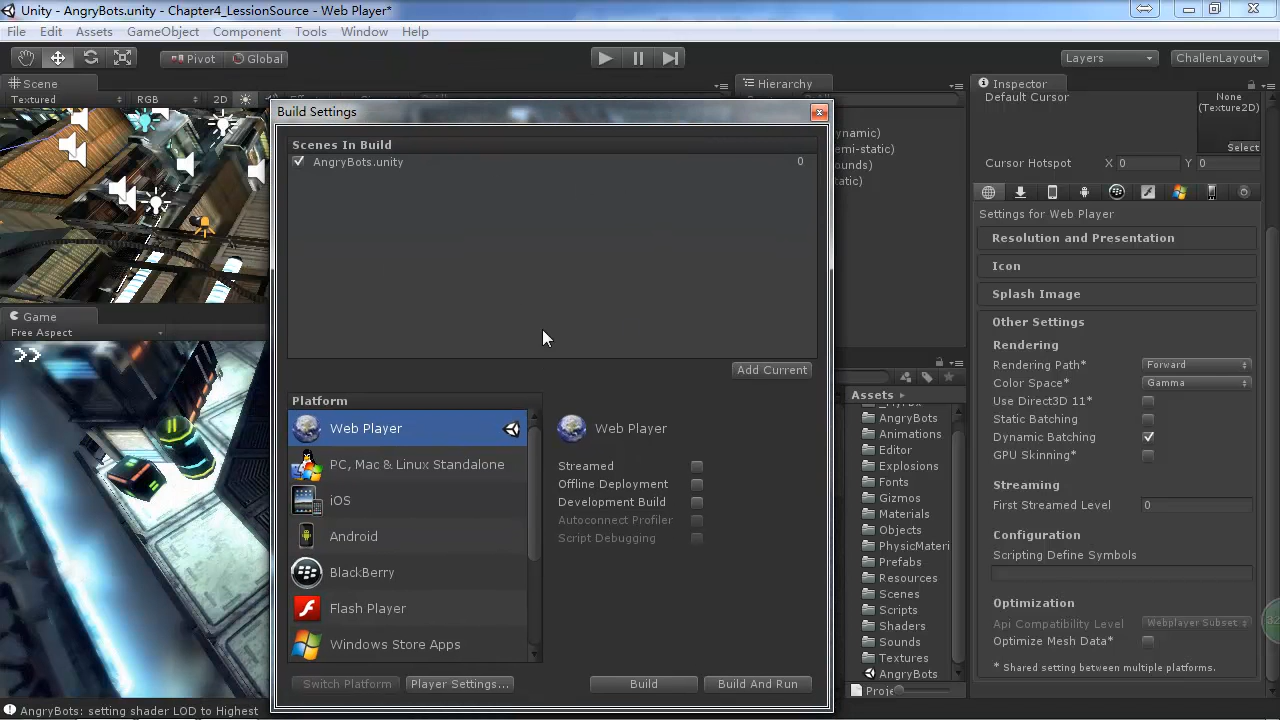 Unity - AngryBots.unity - Chapter4_LessionSource - Web Player*
File Edit Assets GameObject Component Tools Window Help
Pivot Global Layers ChallenLayout
Scene Hierarchy Inspector
Textured RGB 2D
Default Cursor None
(Texture2D)
Select
Cursor Hotspot X 0 Y 0
Settings for Web Player
Resolution and Presentation
Icon
Splash Image
Other Settings
Rendering
Rendering Path* Forward
Color Space* Gamma
Use Direct3D 11*
Static Batching
Dynamic Batching
GPU Skinning*
Streaming
First Streamed Level 0
Configuration
Scripting Define Symbols
Optimization
Api Compatibility Level Webplayer Subset
Optimize Mesh Data*
* Shared setting between multiple platforms.
Build Settings
Scenes In Build
AngryBots.unity 0
Add Current
Platform
Web Player
PC, Mac & Linux Standalone
iOS
Android
BlackBerry
Flash Player
Windows Store Apps
Web Player
Streamed
Offline Deployment
Development Build
Autoconnect Profiler
Script Debugging
Switch Platform Player Settings... Build Build And Run
Game
Free Aspect
>>
Assets
AngryBots
Animations
Editor
Explosions
Fonts
Gizmos
Materials
Objects
PhysicMateri
Prefabs
Resources
Scenes
Scripts
Shaders
Sounds
Textures
AngryBots
Proje
AngryBots: setting shader LOD to Highest